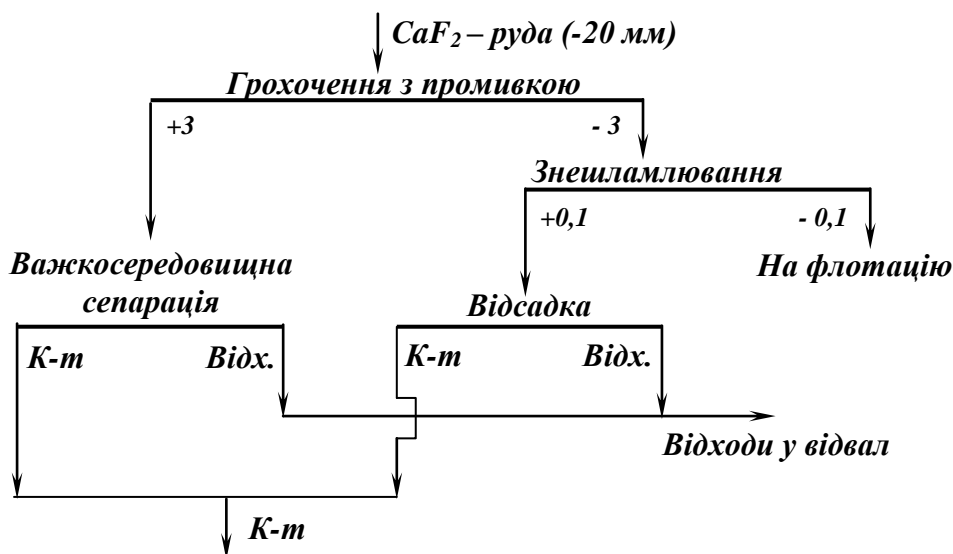 CaF2 – руда (-20 мм)
Грохочення з промивкою
+3
- 3
Знешламлювання
+0,1
- 0,1
Важкосередовищна
сепарація
На флотацію
Відсадка
К-т
Відх.
К-т
Відх.
Відходи у відвал
К-т